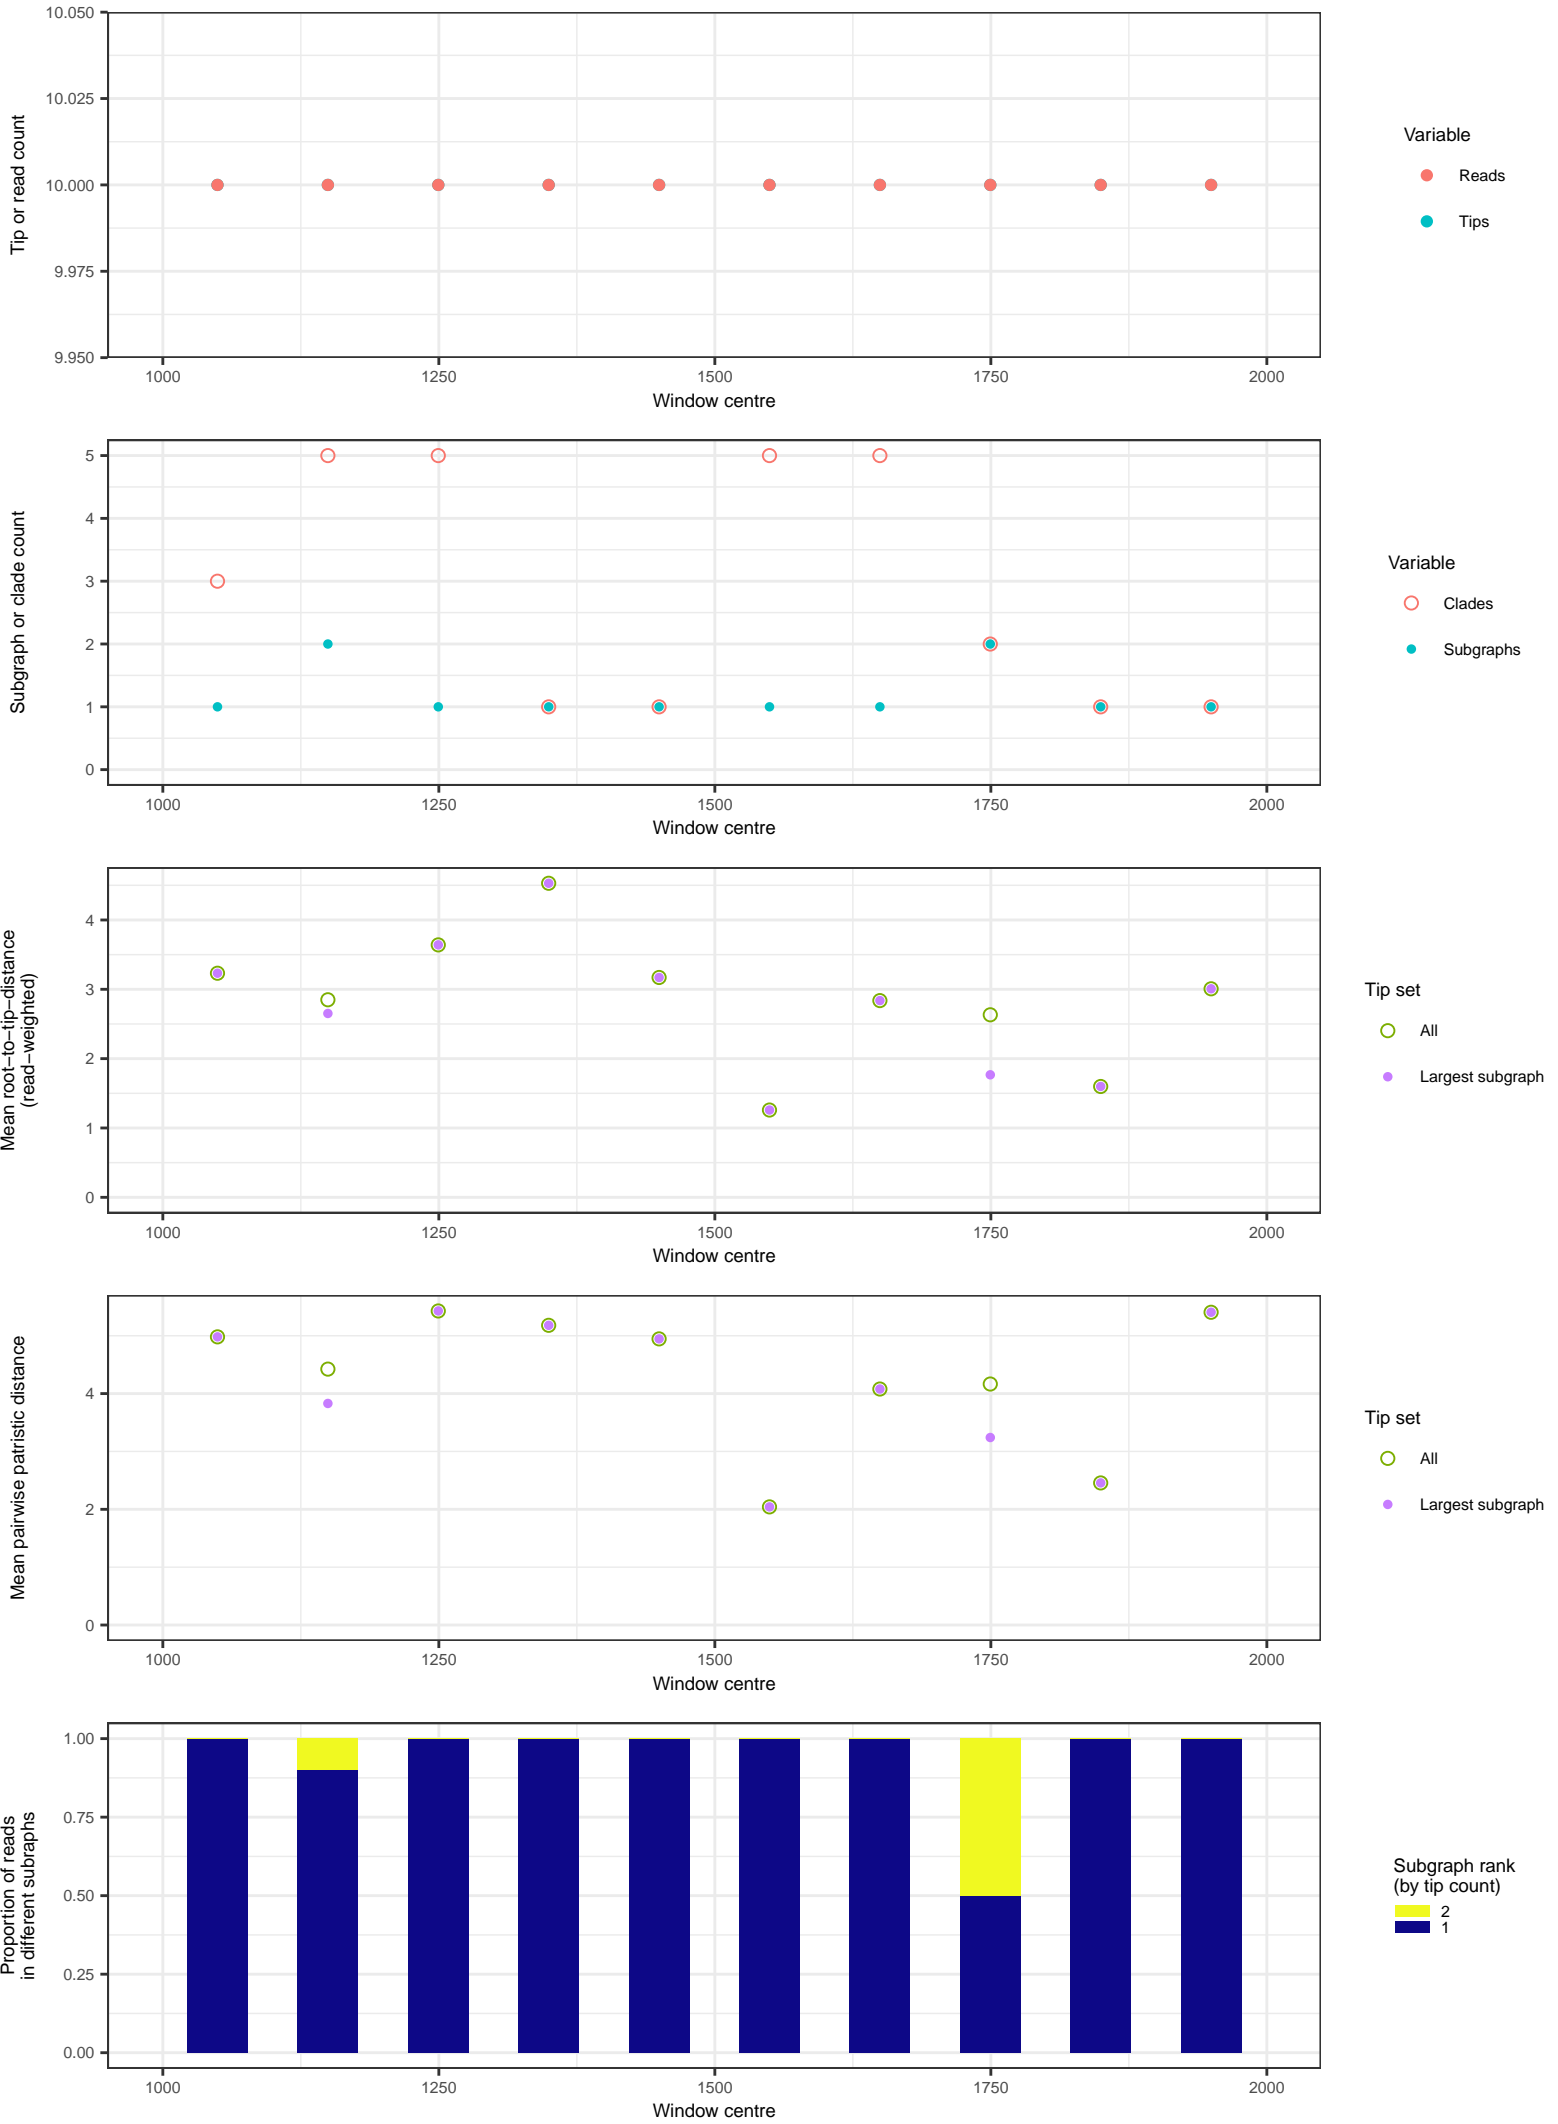 10.050
10.025
10.000
9.975
9.950
Tip or read count
1000 1250 1500 1750 2000
Window centre
Variable
Reads
Tips
5
4
3
2
1
0
Subgraph or clade count
1000 1250 1500 1750 2000
Window centre
Variable
Clades
Subgraphs
4
3
2
1
0
Mean root−to−tip−distance
(read−weighted)
1000 1250 1500 1750 2000
Window centre
Tip set
All
Largest subgraph
4
2
0
Mean pairwise patristic distance
1000 1250 1500 1750 2000
Window centre
Tip set
All
Largest subgraph
1.00
0.75
0.50
0.25
0.00
Proportion of reads
in different subraphs
1000 1250 1500 1750 2000
Window centre
Subgraph rank
(by tip count)
2
1